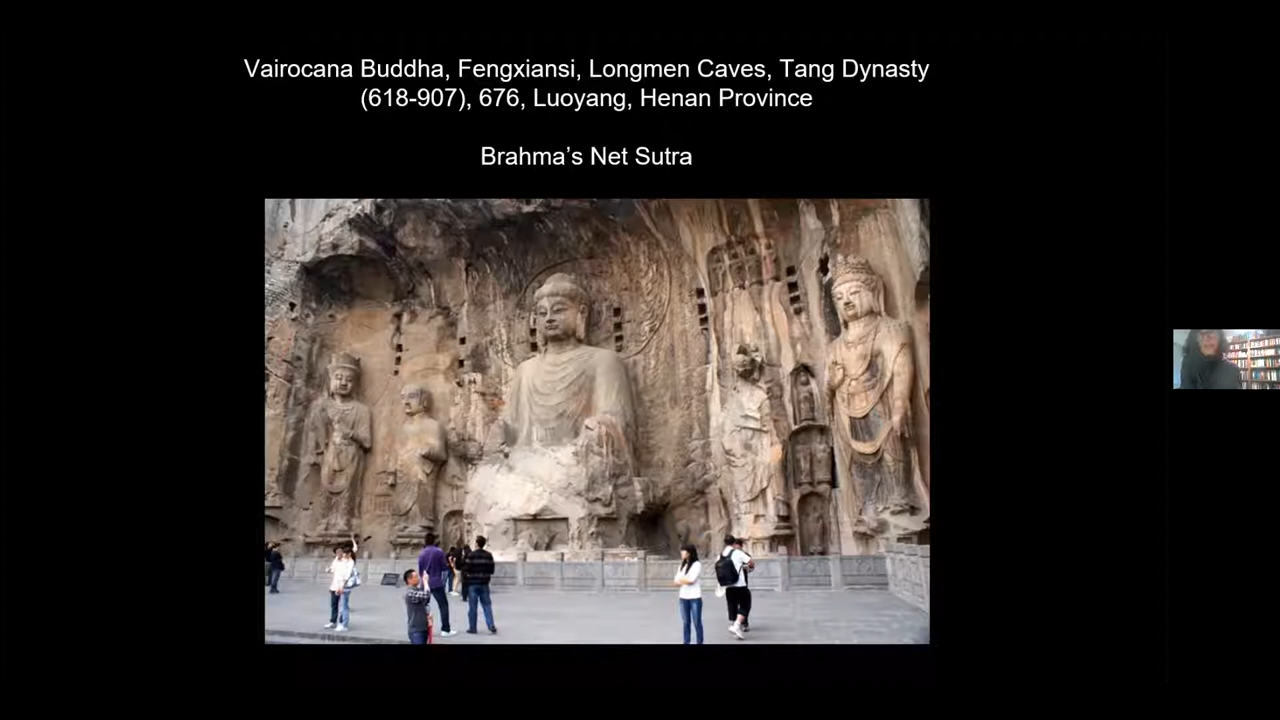 Vairocana Buddha, Fengxiansi, Longmen Caves, Tang Dynasty
(618-907), 676, Luoyang, Henan Province
Brahma’s Net Sutra